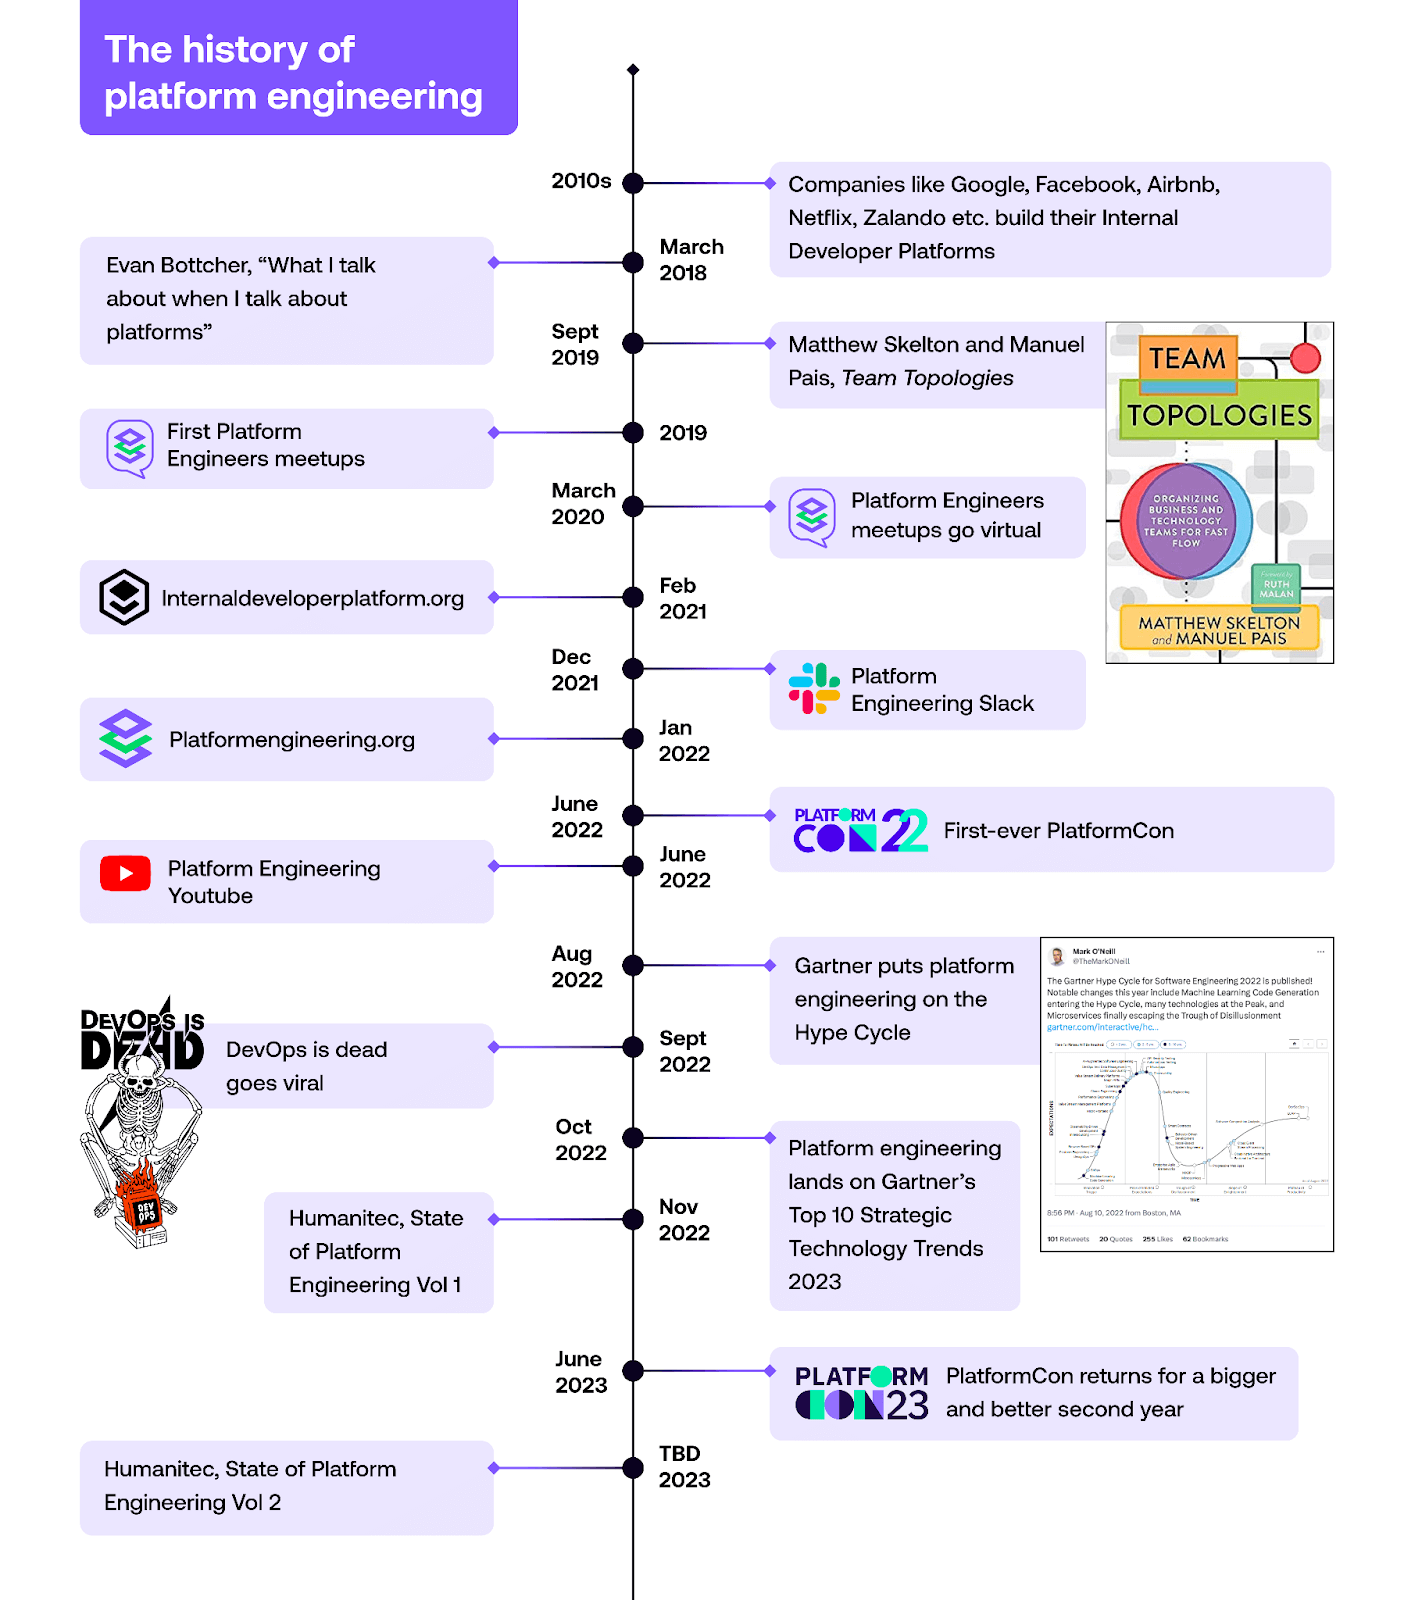 The history of
platform engineering
2010s
Companies like Google, Facebook, Airbnb,
Netflix, Zalando etc. build their Internal
Developer Platforms
March
2018
Evan Bottcher, “What I talk
about when I talk about
platforms”
Sept
2019
Matthew Skelton and Manuel
Pais, Team Topologies
TEAM
TOPOLOGIES
ORGANIZING
BUSINESS AND
TECHNOLOGY
TEAMS FOR FAST
FLOW
Foreword by
RUTH
MALAN
MATTHEW SKELTON
and MANUEL PAIS
2019
First Platform
Engineers meetups
March
2020
Platform Engineers
meetups go virtual
Feb
2021
Internaldeveloperplatform.org
Dec
2021
Platform
Engineering Slack
Jan
2022
Platformengineering.org
June
2022
PLATFORM
CON 22
First-ever PlatformCon
June
2022
Platform Engineering
Youtube
Aug
2022
Gartner puts platform
engineering on the
Hype Cycle
Mark O'Neill
@TheMarkONeill
The Gartner Hype Cycle for Software Engineering 2022 is published!
Notable changes this year include Machine Learning Code Generation
entering the Hype Cycle, many technologies at the Peak, and
Microservices finally escaping the Trough of Disillusionment
gartner.com/interactive/hc...
EXPECTATIONS
TIME
8:56 PM · Aug 10, 2022 from Boston, MA
101 Retweets 20 Quotes 255 Likes 62 Bookmarks
Sept
2022
DEVOPS IS
DEAD
DEV
OPS
DevOps is dead
goes viral
Oct
2022
Platform engineering
lands on Gartner’s
Top 10 Strategic
Technology Trends
2023
Nov
2022
Humanitec, State
of Platform
Engineering Vol 1
June
2023
PLATFORM
CON23
PlatformCon returns for a bigger
and better second year
TBD
2023
Humanitec, State of Platform
Engineering Vol 2